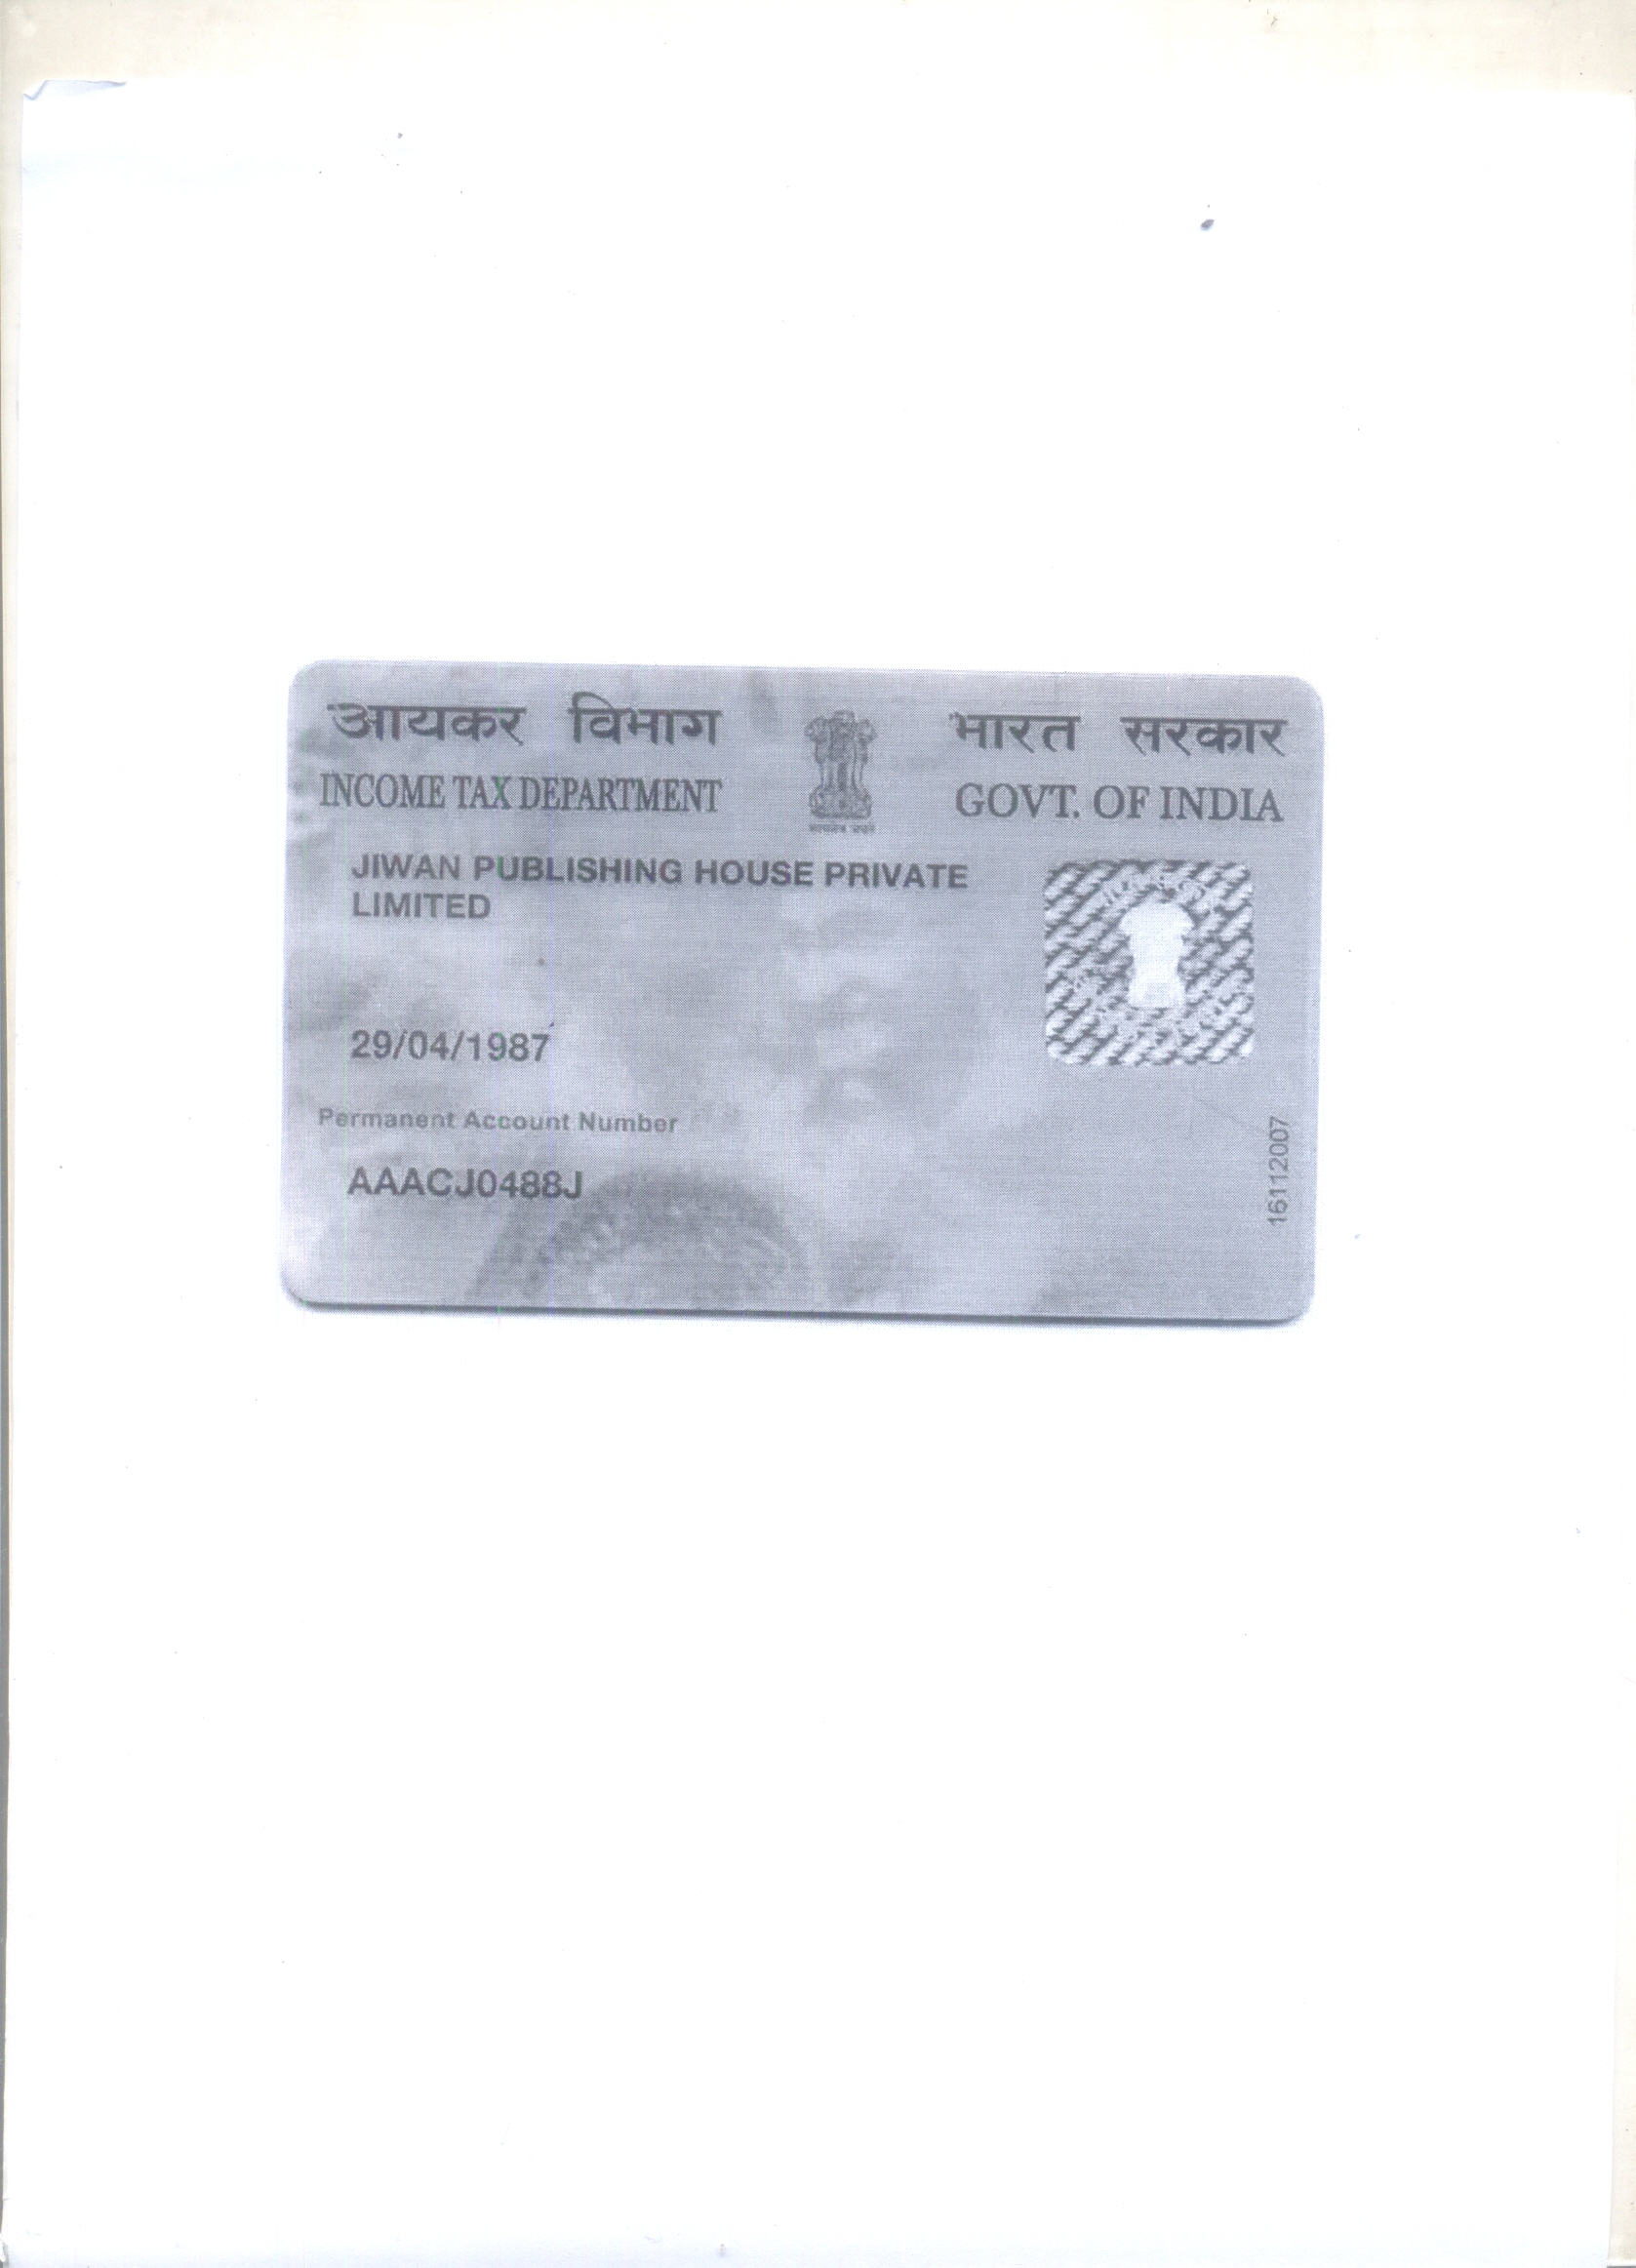 आयकर विभाग भारत सरकार
INCOME TAX DEPARTMENT GOVT. OF INDIA
JIWAN PUBLISHING HOUSE PRIVATE
LIMITED
29/04/1987
Permanent Account Number
AAACJ0488J
16112007